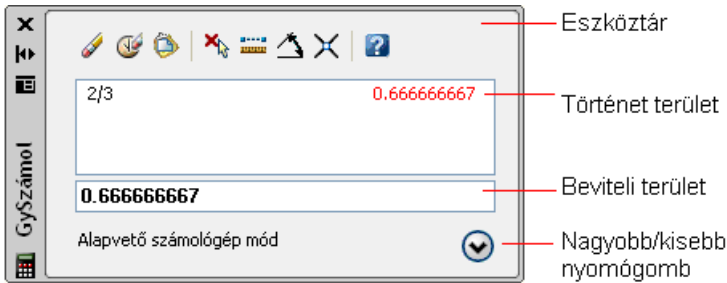 Eszköztár
2/3 0.666666667
Történet terület
0.666666667
Beviteli terület
Alapvető számológép mód
Nagyobb/kisebb
nyomógomb
GySzámol